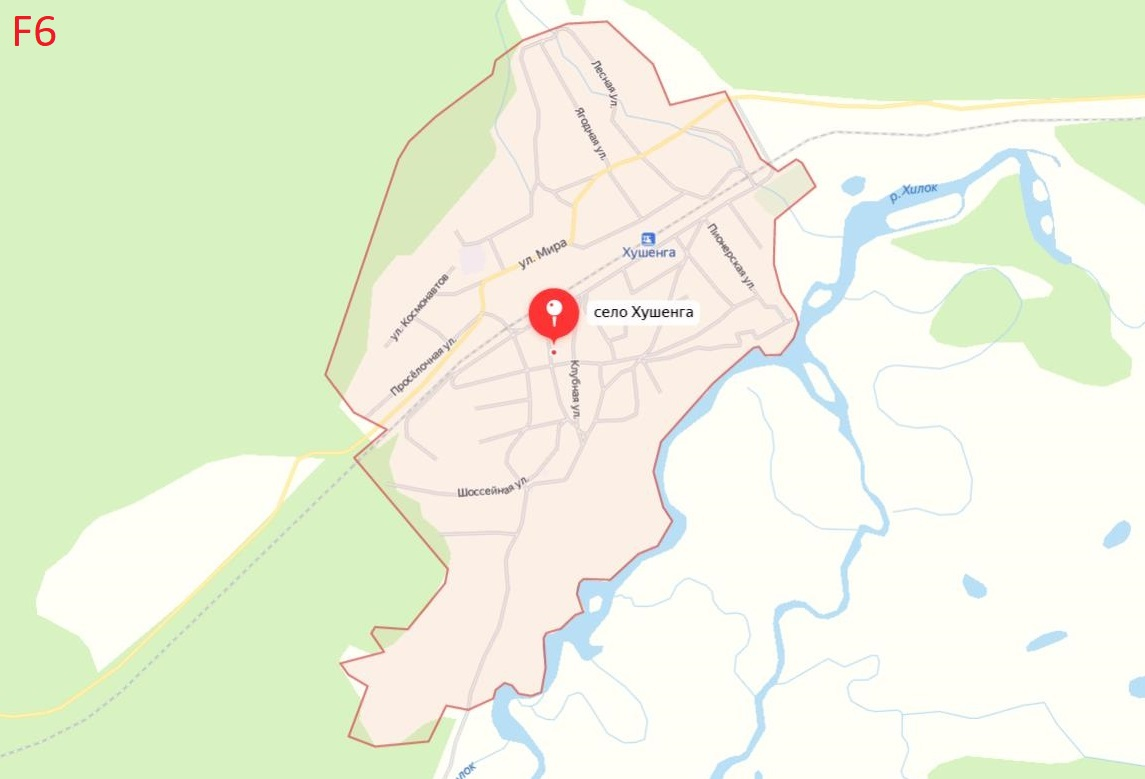 F6
Лесная ул.
Ягодная ул.
р. Хилок
Пионерская ул.
ул. Мира
Хушенга
ул. Космонавтов
село Хушенга
Просёлочная ул.
Клубная ул.
Шоссейная ул.
илок